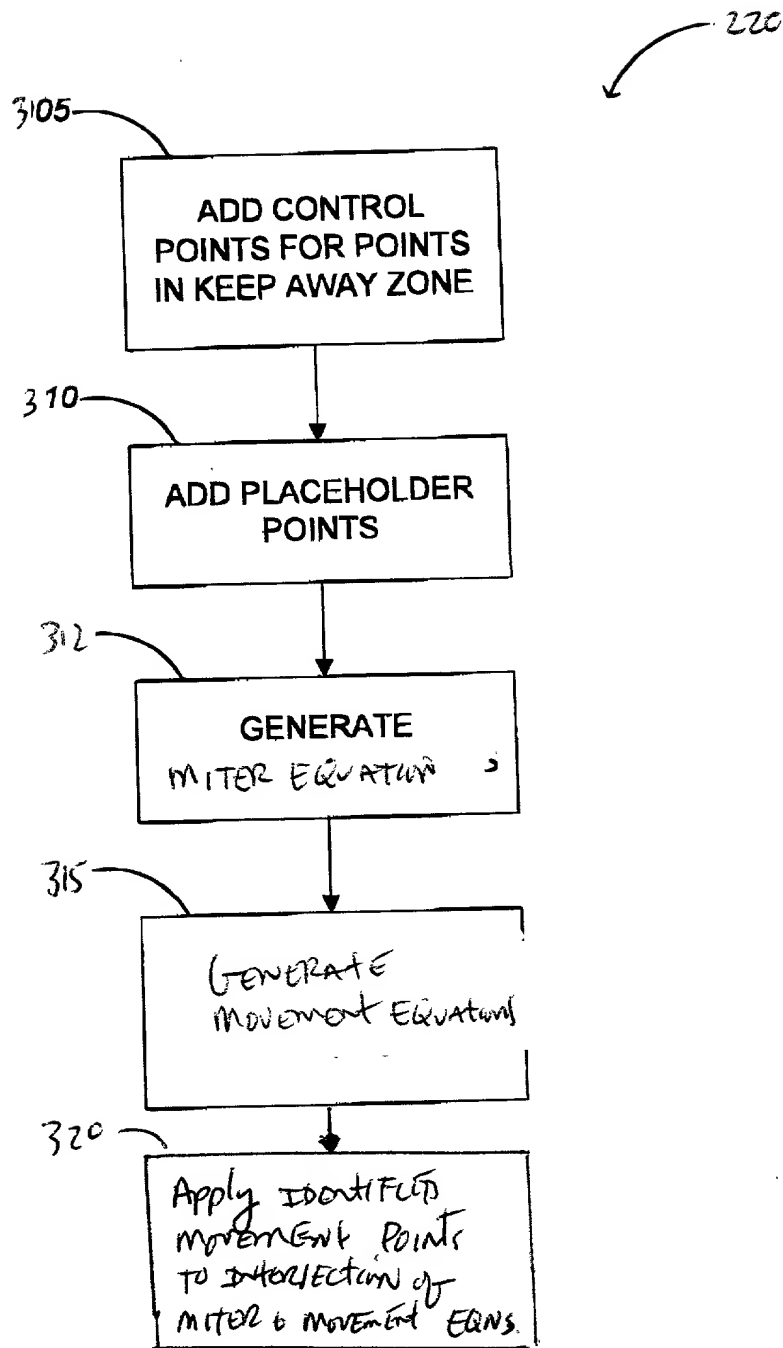 220
3105
ADD CONTROL
POINTS FOR POINTS
IN KEEP AWAY ZONE
310
ADD PLACEHOLDER
POINTS
312
GENERATE
MITER EQUATION s
315
GENERATE
MOVEMENT EQUATIONS
320
Apply IDENTIFIED
MOVEMENT POINTS
TO INTERSECTION of
MITER & MOVEMENT EQNS.